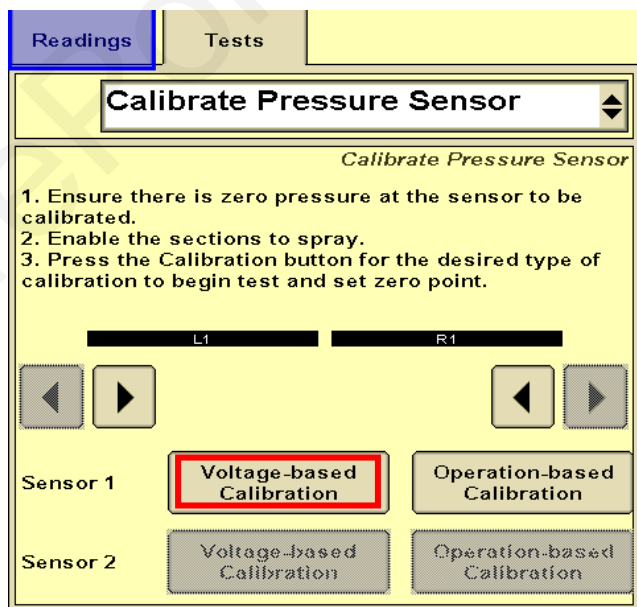 Readings
Tests
Calibrate Pressure Sensor
Calibrate Pressure Sensor
1. Ensure there is zero pressure at the sensor to be
calibrated.
2. Enable the sections to spray.
3. Press the Calibration button for the desired type of
calibration to begin test and set zero point.
L1
R1
Sensor 1
Voltage-based
Calibration
Operation-based
Calibration
Sensor 2
Voltage-based
Calibration
Operation-based
Calibration